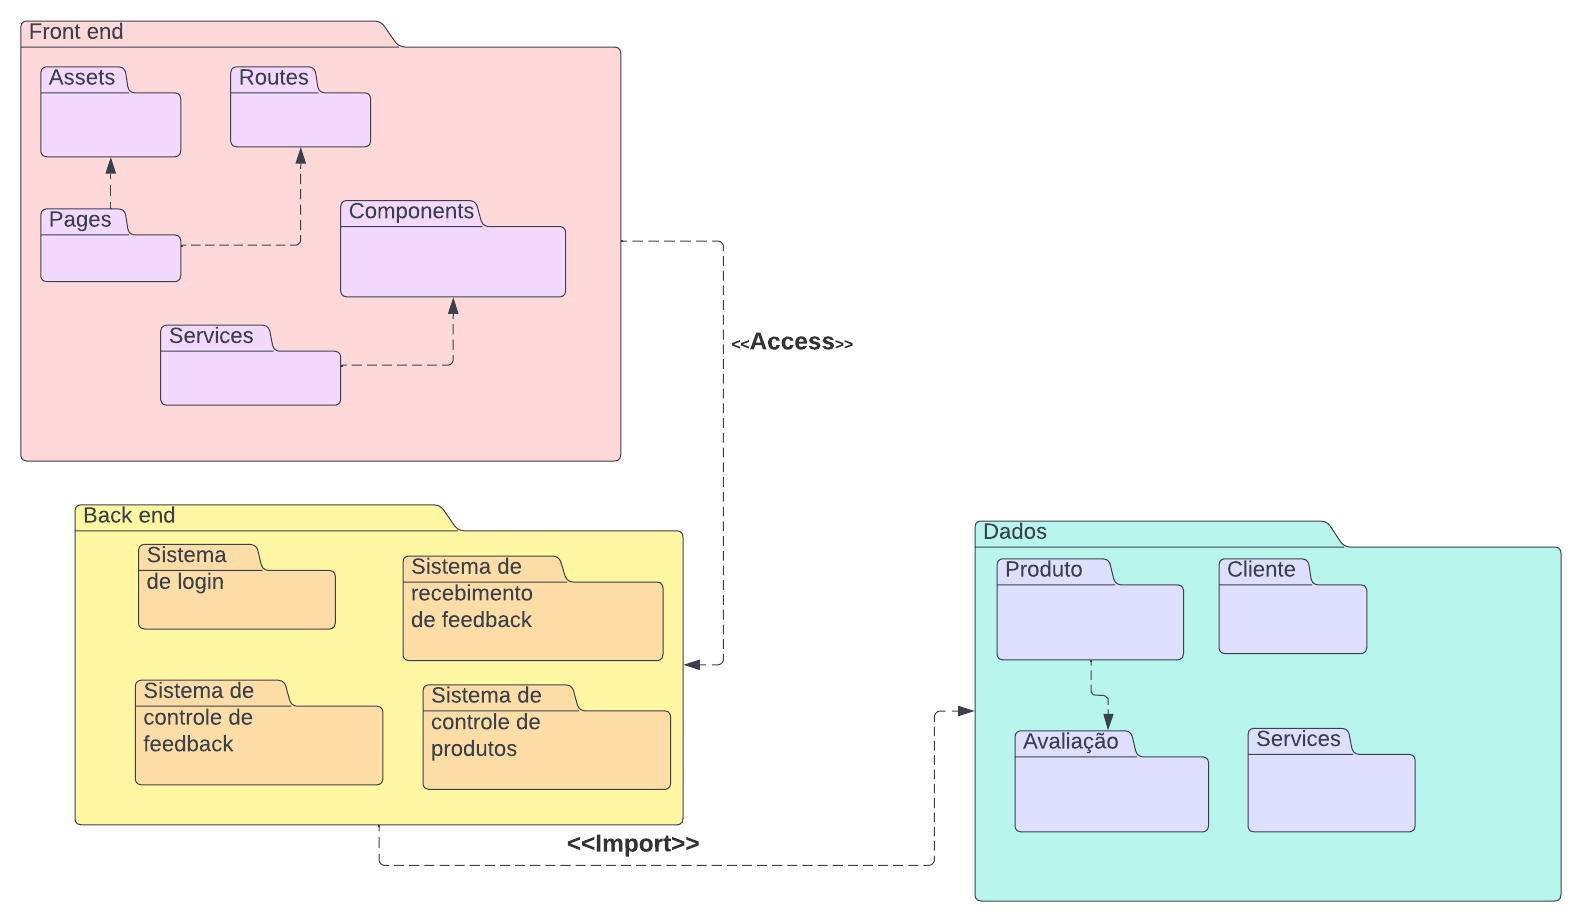 Front end
Assets
Routes
Pages
Components
Services
<<Access>>
Back end
Sistema
de login
Sistema de
recebimento
de feedback
Sistema de
controle de
feedback
Sistema de
controle de
produtos
<<Import>>
Dados
Produto
Cliente
Avaliação
Services